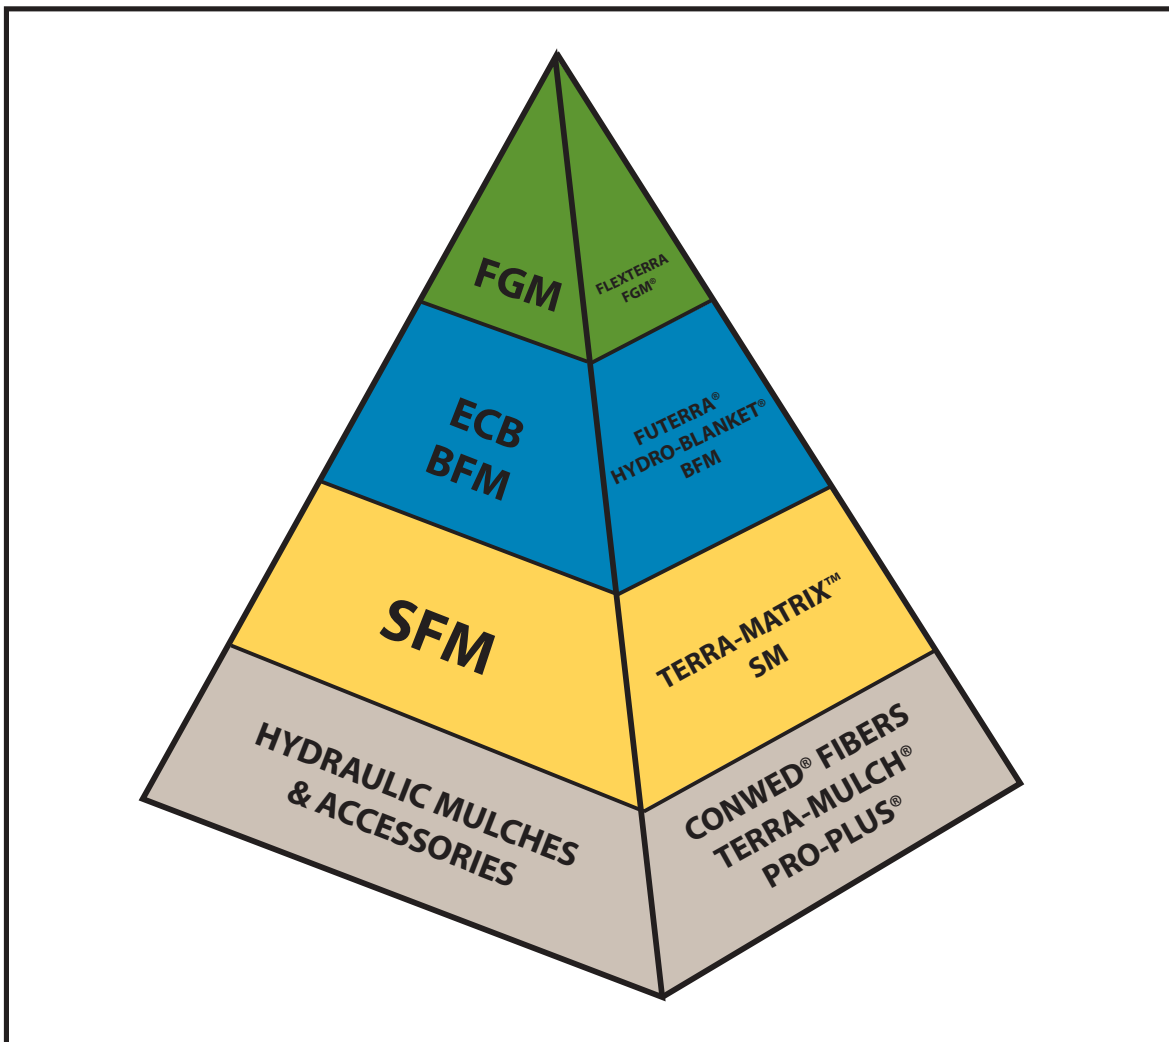 FGM
FLEXTERRA
FGM®
ECB
BFM
FUTERRA®
HYDRO-BLANKET®
BFM
SFM
TERRA-MATRIX™
SM
HYDRAULIC MULCHES
& ACCESSORIES
CONWED® FIBERS
TERRA-MULCH®
PRO-PLUS®